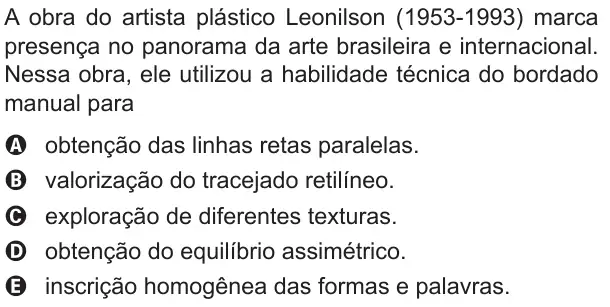 A obra do artista plástico Leonilson (1953-1993) marca
presença no panorama da arte brasileira e internacional.
Nessa obra, ele utilizou a habilidade técnica do bordado
manual para
A obtenção das linhas retas paralelas.
B valorização do tracejado retilíneo.
C exploração de diferentes texturas.
D obtenção do equilíbrio assimétrico.
E inscrição homogênea das formas e palavras.